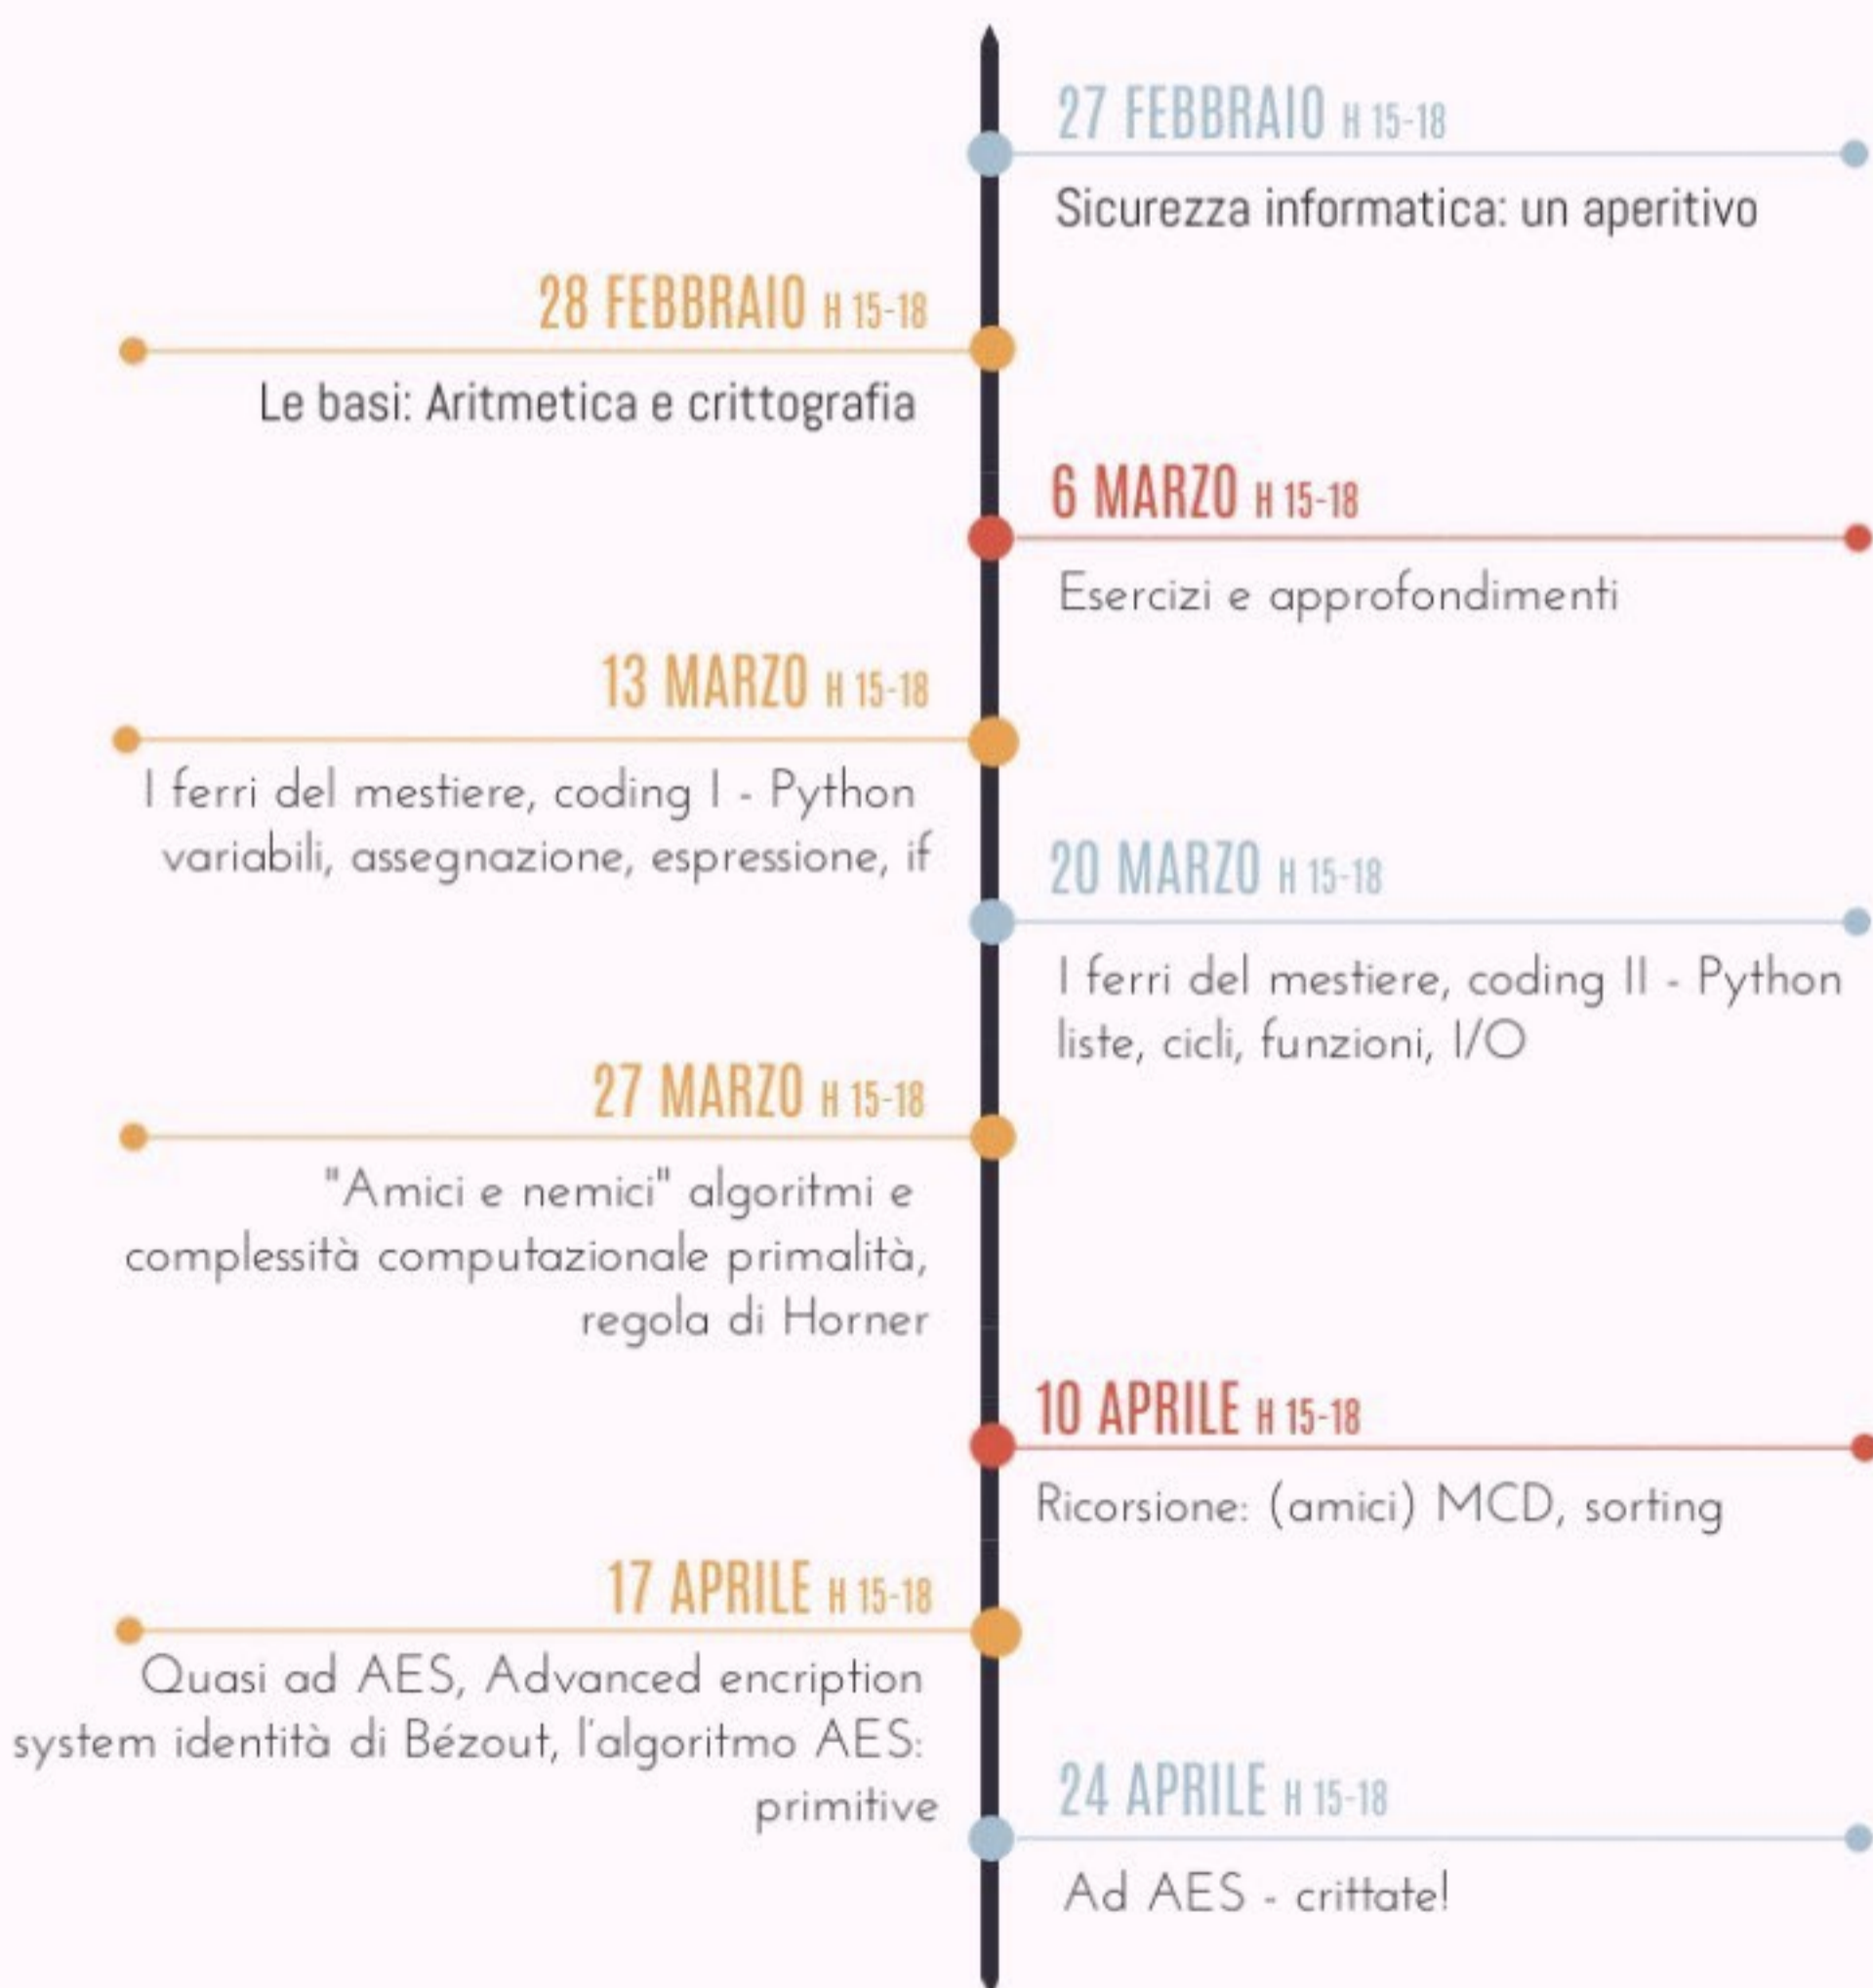 27 FEBBRAIO H 15-18
Sicurezza informatica: un aperitivo
28 FEBBRAIO H 15-18
Le basi: Aritmetica e crittografia
6 MARZO H 15-18
Esercizi e approfondimenti
13 MARZO H 15-18
I ferri del mestiere, coding I - Python
variabili, assegnazione, espressione, if
20 MARZO H 15-18
I ferri del mestiere, coding II - Python
liste, cicli, funzioni, I/O
27 MARZO H 15-18
"Amici e nemici" algoritmi e
complessità computazionale primalità,
regola di Horner
10 APRILE H 15-18
Ricorsione: (amici) MCD, sorting
17 APRILE H 15-18
Quasi ad AES, Advanced encription
system identità di Bézout, l'algoritmo AES:
primitive
24 APRILE H 15-18
Ad AES - crittate!